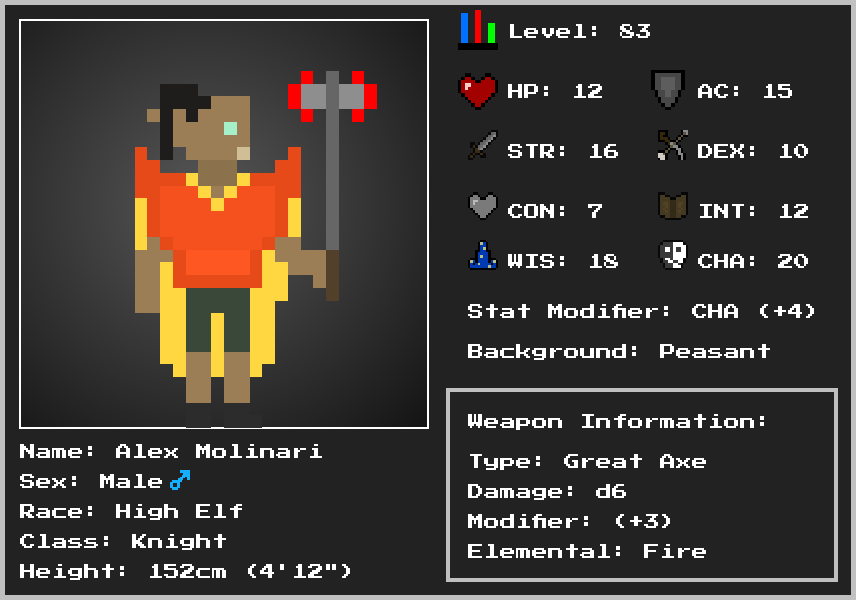 Level: 83
HP: 12 AC: 15
STR: 16 DEX: 10
CON: 7 INT: 12
WIS: 18 CHA: 20
Stat Modifier: CHA (+4)
Background: Peasant
Weapon Information:
Type: Great Axe
Damage: d6
Modifier: (+3)
Elemental: Fire
Name: Alex Molinari
Sex: Male ♂
Race: High Elf
Class: Knight
Height: 152cm (4'12")